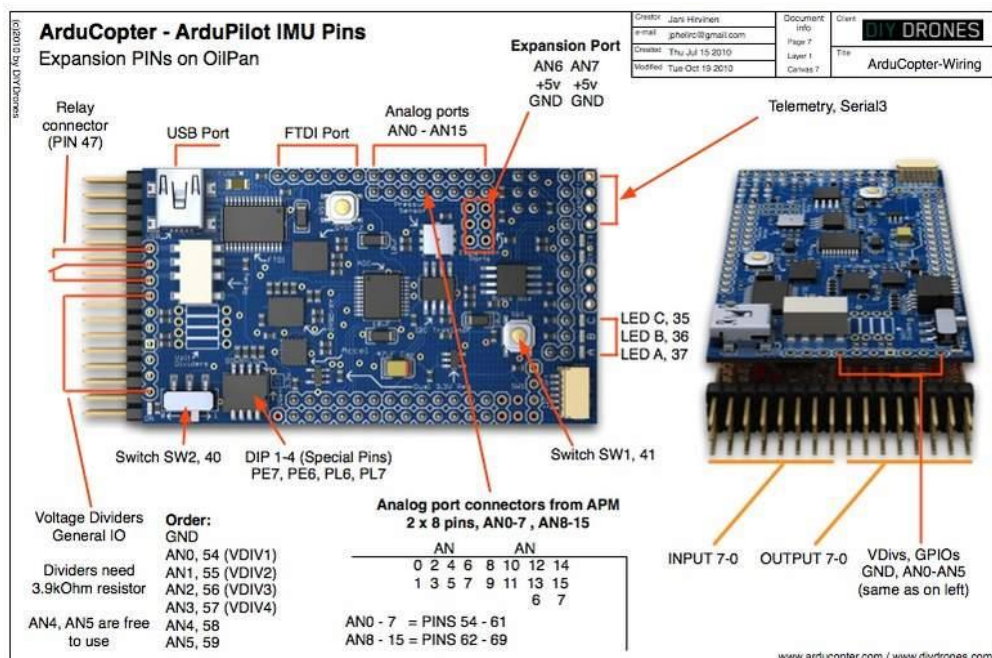 (c)2010 by DIYDrones
ArduCopter - ArduPilot IMU Pins
Expansion PINs on OilPan
Creator Jani Hirvinen
e-mail jphelirc@gmail.com
Created Thu Jul 15 2010
Modified Tue Oct 19 2010
Document info
Page 7
Layer 1
Canvas 7
Client
DIY DRONES
Title
ArduCopter-Wiring
Expansion Port
AN6 AN7
+5v +5v
GND GND
Relay
connector
(PIN 47)
USB Port
FTDI Port
Analog ports
AN0 - AN15
Telemetry, Serial3
LED C, 35
LED B, 36
LED A, 37
Switch SW2, 40
DIP 1-4 (Special Pins)
PE7, PE6, PL6, PL7
Switch SW1, 41
Voltage Dividers
General IO
Dividers need
3.9kOhm resistor
AN4, AN5 are free
to use
Order:
GND
AN0, 54 (VDIV1)
AN1, 55 (VDIV2)
AN2, 56 (VDIV3)
AN3, 57 (VDIV4)
AN4, 58
AN5, 59
Analog port connectors from APM
2 x 8 pins, AN0-7 , AN8-15
AN AN
0 2 4 6 8 10 12 14
1 3 5 7 9 11 13 15
6 7
AN0 - 7 = PINS 54 - 61
AN8 - 15 = PINS 62 - 69
INPUT 7-0
OUTPUT 7-0
VDivs, GPIOs
GND, AN0-AN5
(same as on left)
www.arducopter.com / www.diydrones.com